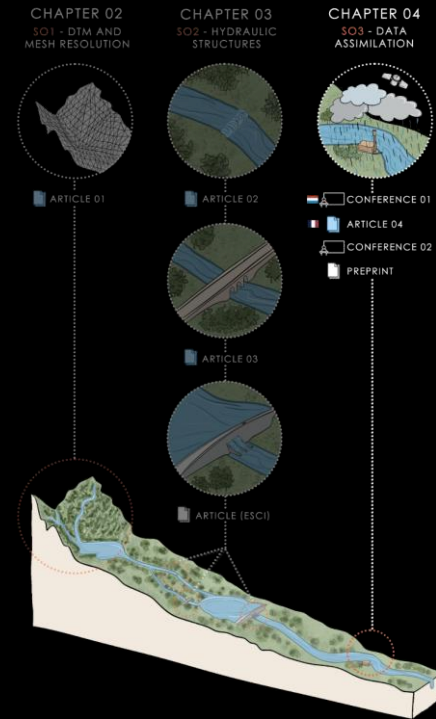 CHAPTER 02
SO1 - DTM AND
MESH RESOLUTION
ARTICLE 01
CHAPTER 03
SO2 - HYDRAULIC
STRUCTURES
ARTICLE 02
ARTICLE 03
ARTICLE (ESCI)
CHAPTER 04
SO3 - DATA
ASSIMILATION
CONFERENCE 01
ARTICLE 04
CONFERENCE 02
PREPRINT